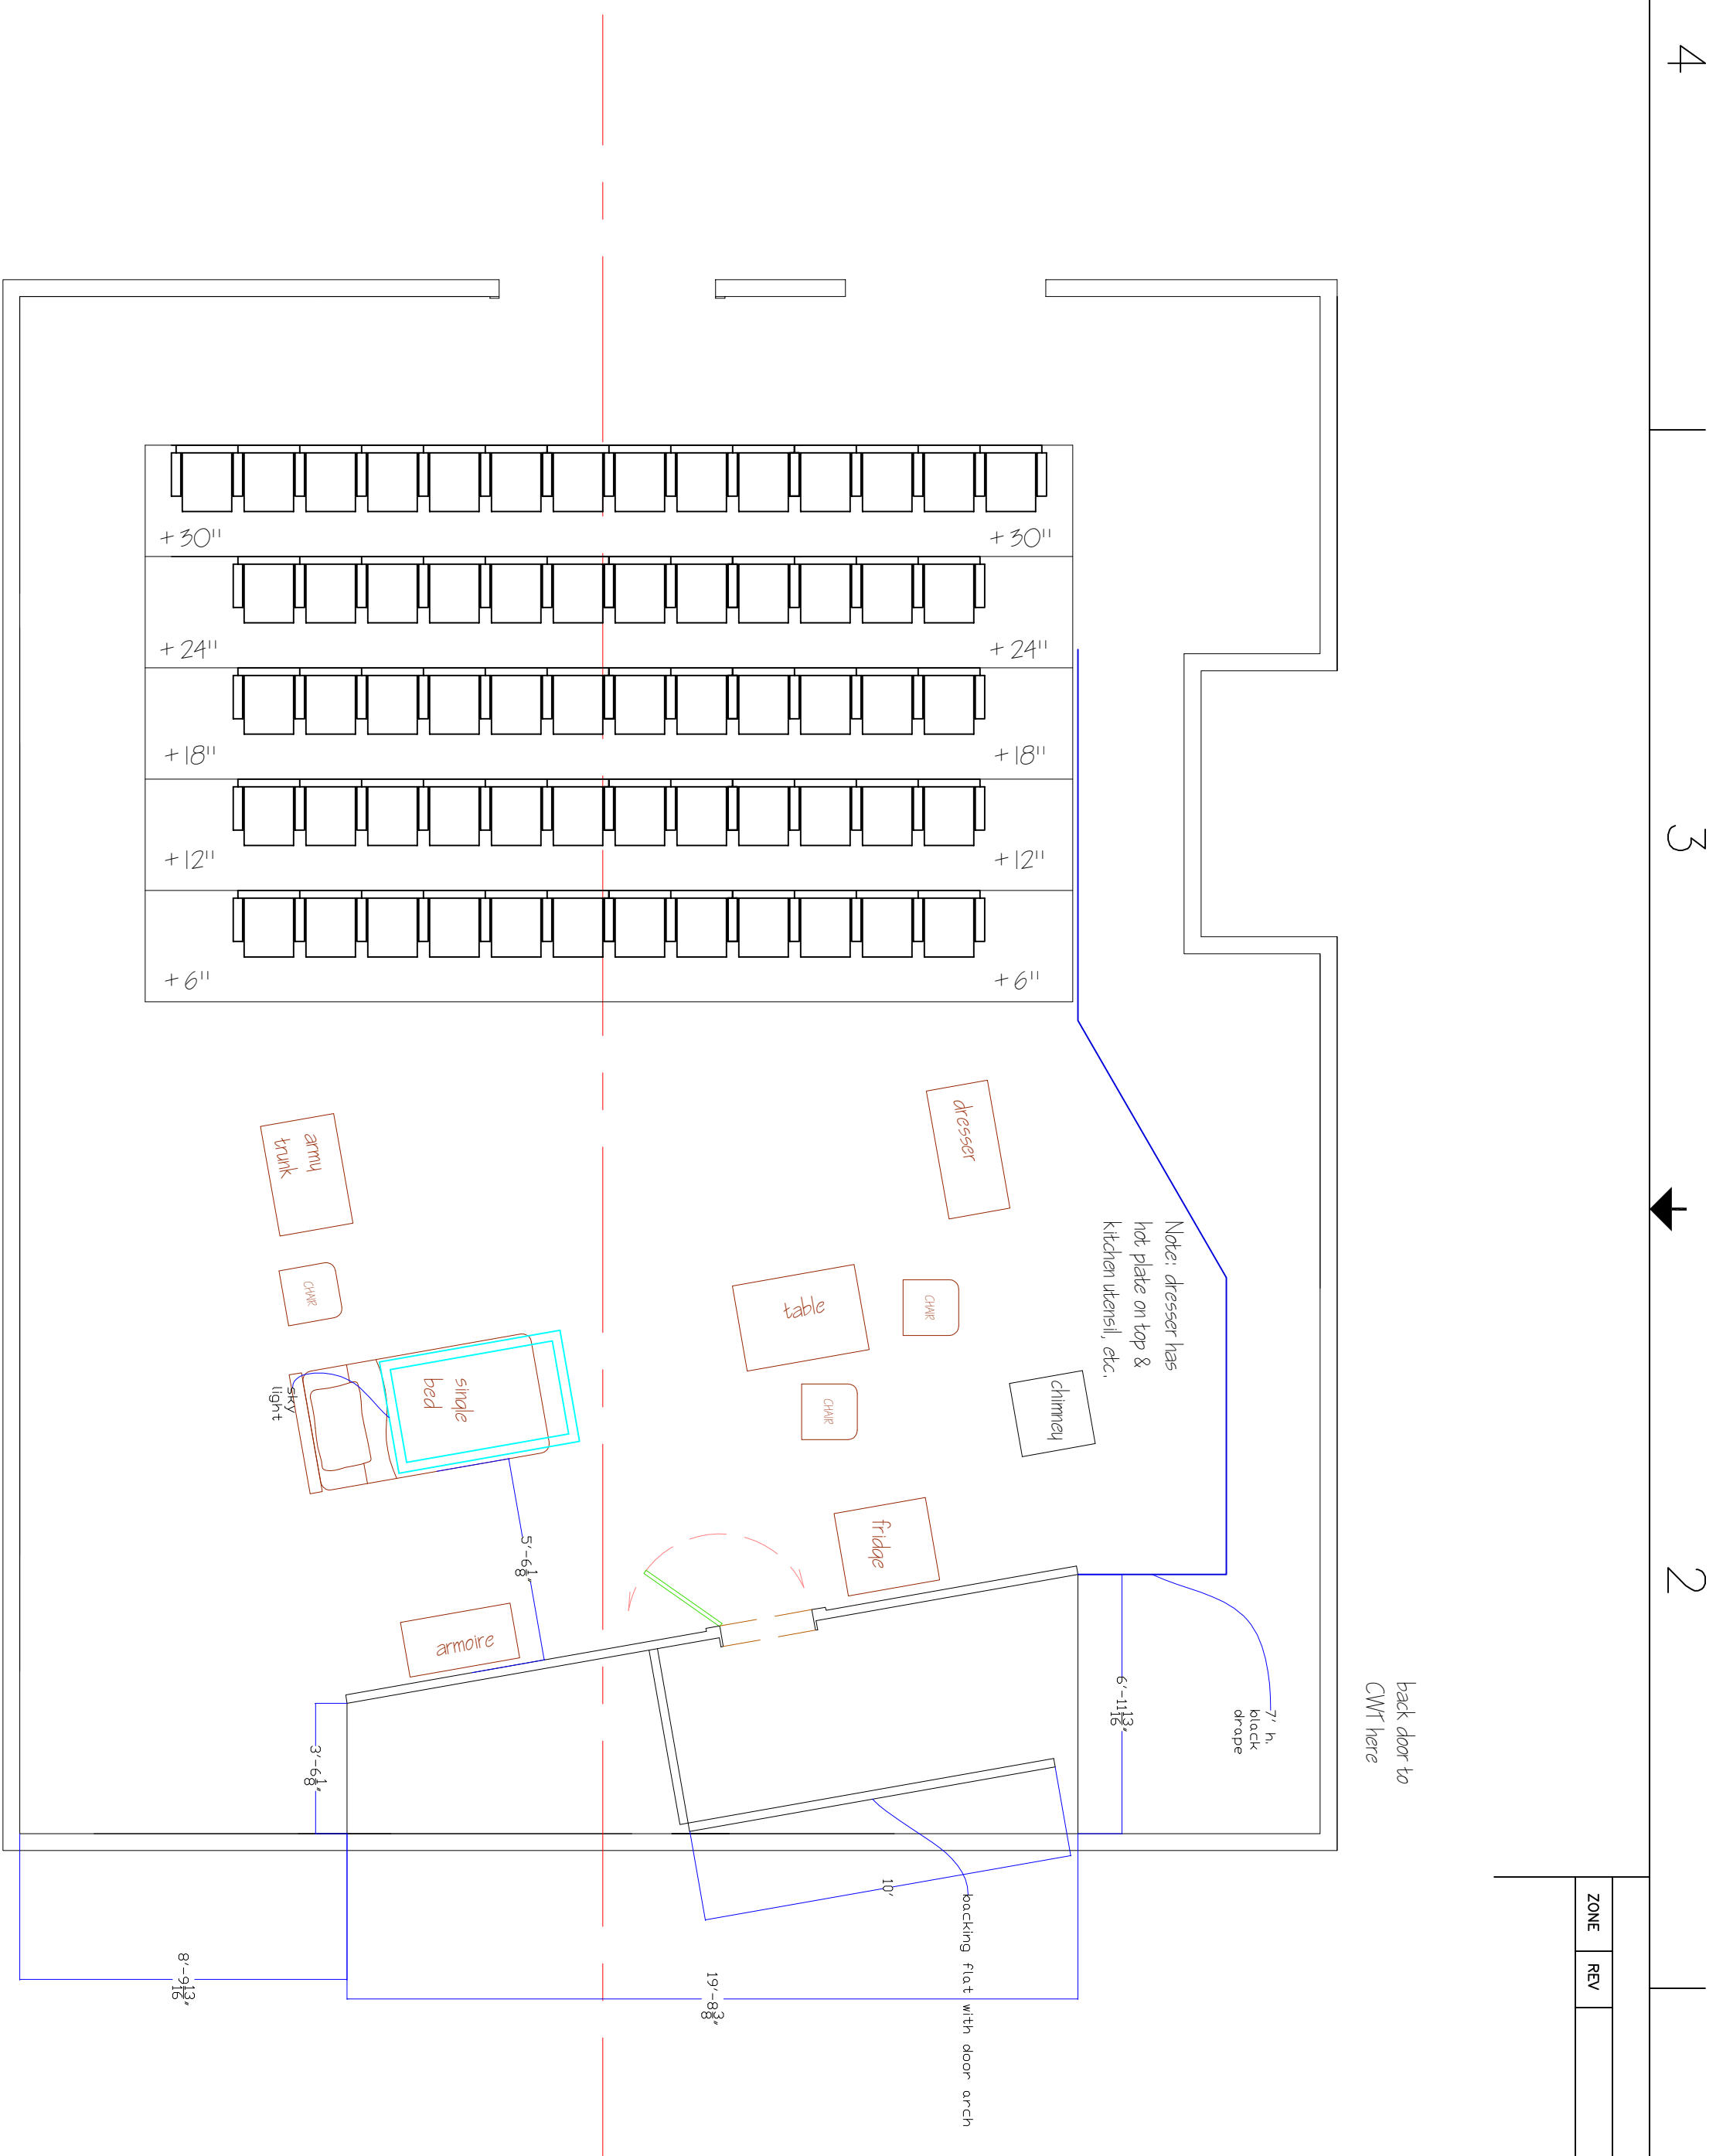 4
3
2
ZONE
REV
+30"
+30"
+24"
+24"
+18"
+18"
+12"
+12"
+6"
+6"
dresser
army
trunk
Note: dresser has
hot plate on top &
kitchen utensil, etc.
CHAIR
table
CHAIR
chimney
CHAIR
single
bed
sky
light
fridge
5'-6 1/8"
armoire
6'-11 13/16"
7' h.
black
drape
back door to
CWT here
3'-6 1/8"
10'
backing flat with door arch
8'-9 13/16"
19'-8 3/8"